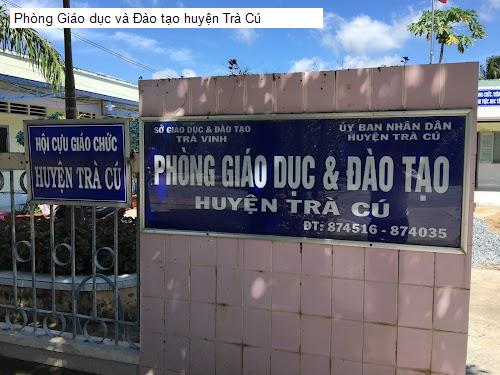 Phòng Giáo dục và Đào tạo huyện Trà Cú
HỘI CỰU GIÁO CHỨC
HUYỆN TRÀ CÚ
SỞ GIÁO DỤC & ĐÀO TẠO
TRÀ VINH
ỦY BAN NHÂN DÂN
HUYỆN TRÀ CÚ
PHÒNG GIÁO DỤC & ĐÀO TẠO
HUYỆN TRÀ CÚ
ĐT: 874516 - 874035